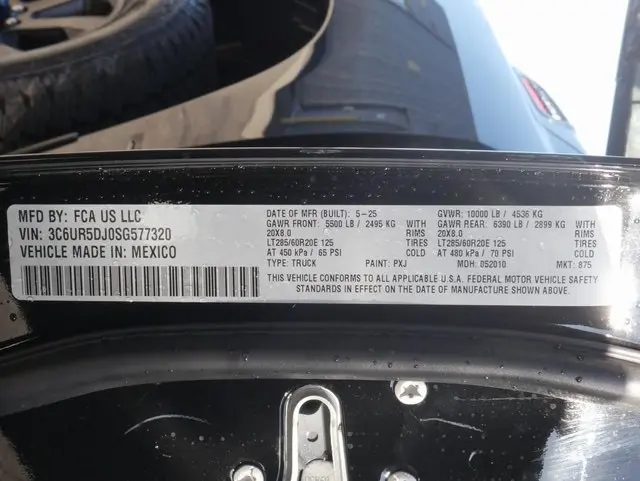 MFD BY: FCA US LLC
VIN: 3C6UR5DJ0SG577320
VEHICLE MADE IN: MEXICO
DATE OF MFR (BUILT): 5-25 GVWR: 10000 LB / 4536 KG
GAWR FRONT: 5500 LB / 2495 KG WITH GAWR REAR: 6390 LB / 2899 KG WITH
20X8.0 RIMS 20X8.0 RIMS
LT285/60R20E 125 TIRES LT285/60R20E 125 TIRES
AT 450 kPa / 65 PSI COLD AT 480 kPa / 70 PSI COLD
TYPE: TRUCK PAINT: PXJ MDH: 052010 MKT: 875
THIS VEHICLE CONFORMS TO ALL APPLICABLE U.S.A. FEDERAL MOTOR VEHICLE SAFETY
STANDARDS IN EFFECT ON THE DATE OF MANUFACTURE SHOWN ABOVE.